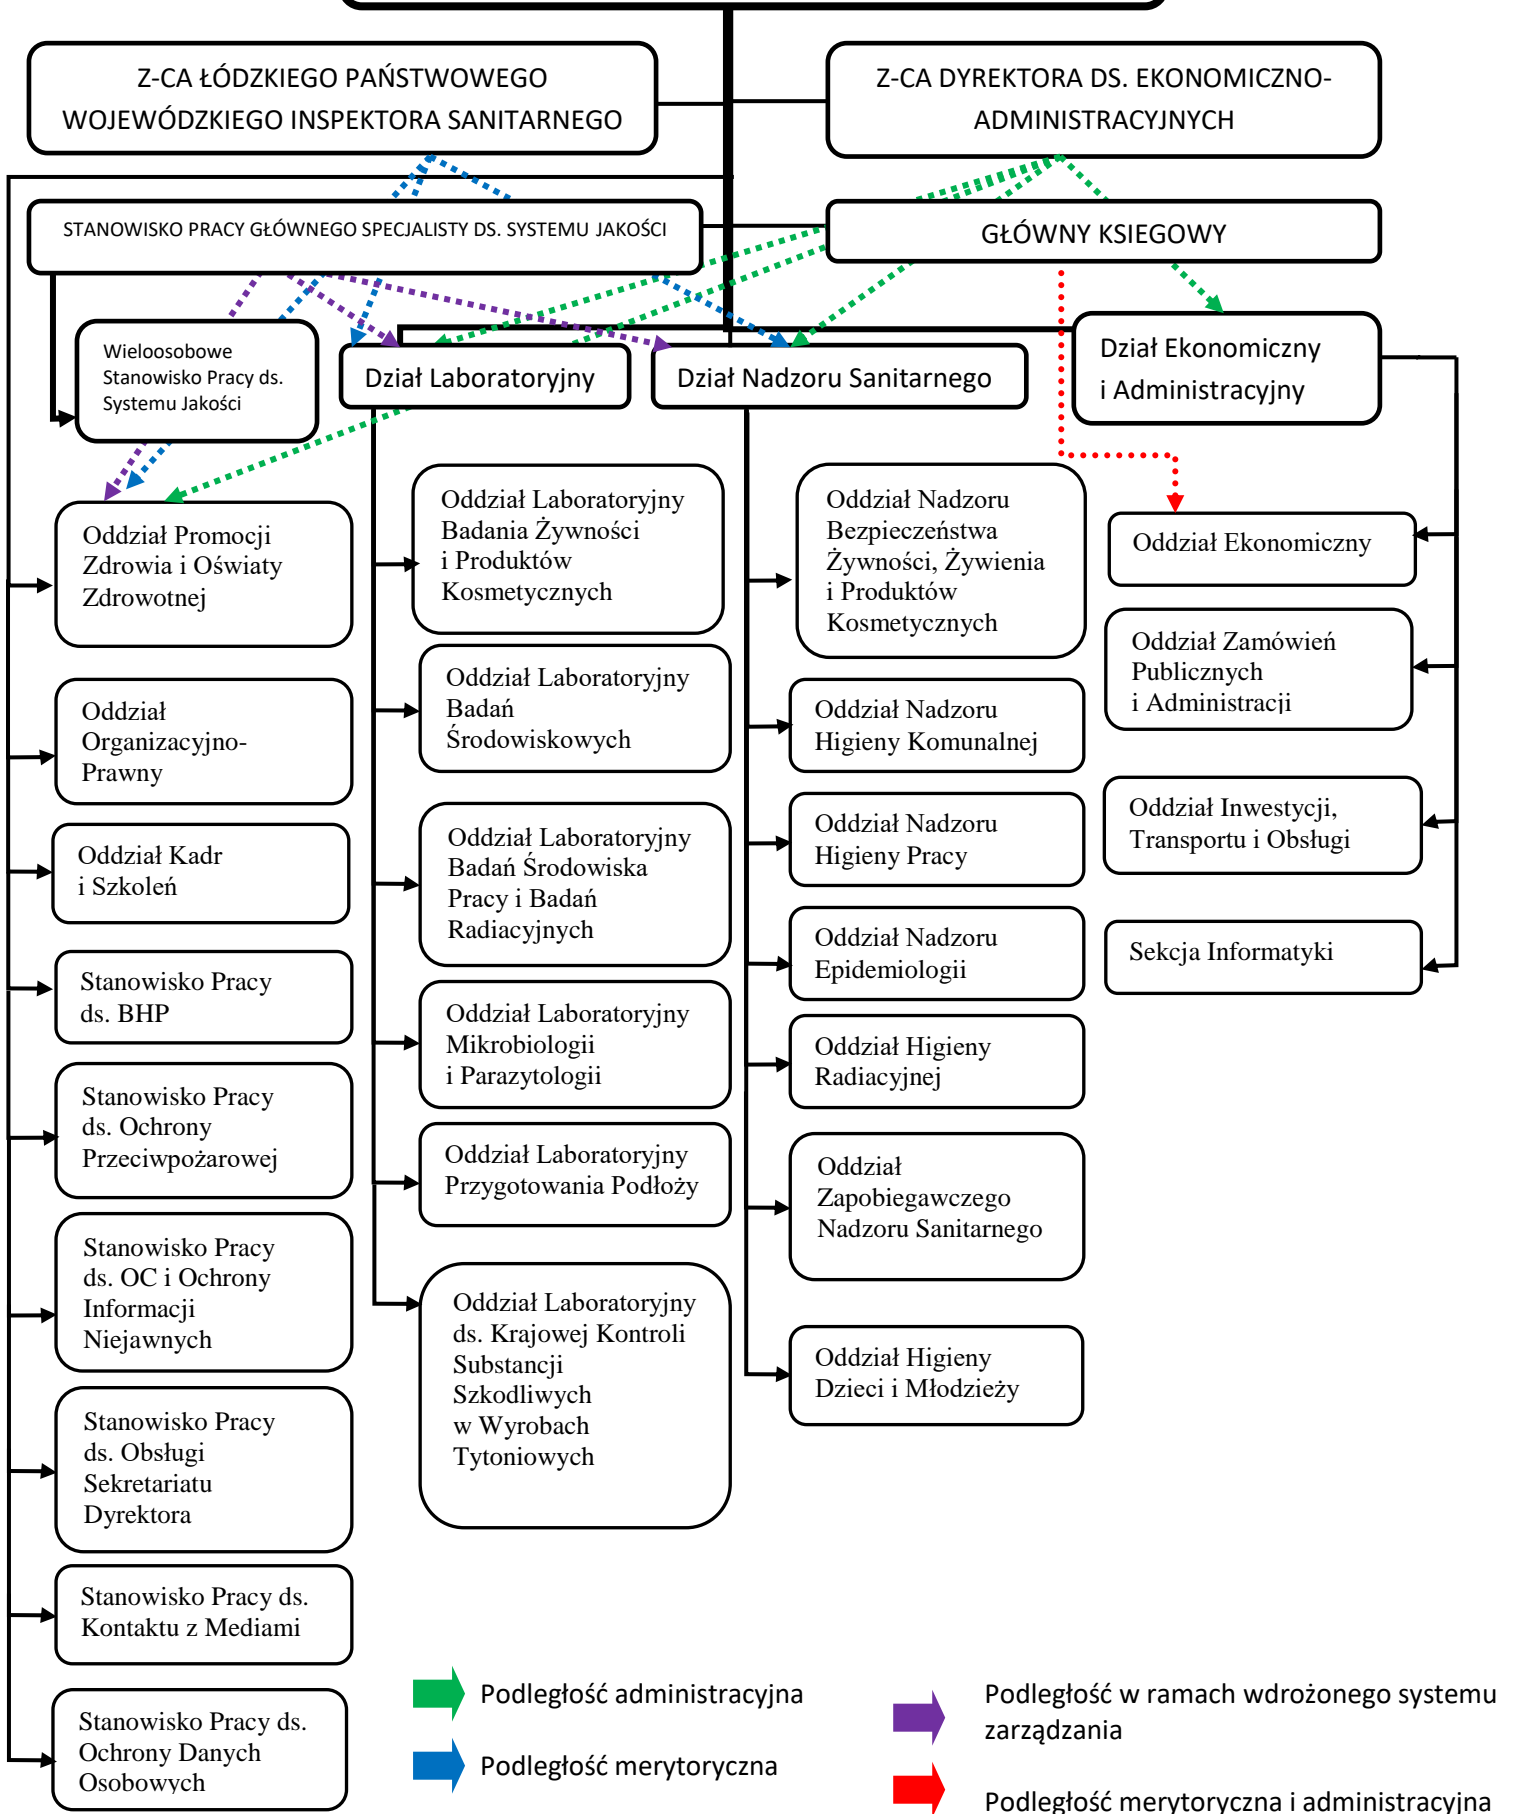 Z-CA ŁÓDZKIEGO PAŃSTWOWEGO
WOJEWÓDZKIEGO INSPEKTORA SANITARNEGO
Z-CA DYREKTORA DS. EKONOMICZNO-
ADMINISTRACYJNYCH
STANOWISKO PRACY GŁÓWNEGO SPECJALISTY DS. SYSTEMU JAKOŚCI
GŁÓWNY KSIEGOWY
Wieloosobowe
Stanowisko Pracy ds.
Systemu Jakości
Dział Laboratoryjny
Dział Nadzoru Sanitarnego
Dział Ekonomiczny
i Administracyjny
Oddział Promocji
Zdrowia i Oświaty
Zdrowotnej
Oddział
Organizacyjno-
Prawny
Oddział Kadr
i Szkoleń
Stanowisko Pracy
ds. BHP
Stanowisko Pracy
ds. Ochrony
Przeciwpożarowej
Stanowisko Pracy
ds. OC i Ochrony
Informacji
Niejawnych
Stanowisko Pracy
ds. Obsługi
Sekretariatu
Dyrektora
Stanowisko Pracy ds.
Kontaktu z Mediami
Stanowisko Pracy ds.
Ochrony Danych
Osobowych
Oddział Laboratoryjny
Badania Żywności
i Produktów
Kosmetycznych
Oddział Laboratoryjny
Badań
Środowiskowych
Oddział Laboratoryjny
Badań Środowiska
Pracy i Badań
Radiacyjnych
Oddział Laboratoryjny
Mikrobiologii
i Parazytologii
Oddział Laboratoryjny
Przygotowania Podłoży
Oddział Laboratoryjny
ds. Krajowej Kontroli
Substancji
Szkodliwych
w Wyrobach
Tytoniowych
Oddział Nadzoru
Bezpieczeństwa
Żywności, Żywienia
i Produktów
Kosmetycznych
Oddział Nadzoru
Higieny Komunalnej
Oddział Nadzoru
Higieny Pracy
Oddział Nadzoru
Epidemiologii
Oddział Higieny
Radiacyjnej
Oddział
Zapobiegawczego
Nadzoru Sanitarnego
Oddział Higieny
Dzieci i Młodzieży
Oddział Ekonomiczny
Oddział Zamówień
Publicznych
i Administracji
Oddział Inwestycji,
Transportu i Obsługi
Sekcja Informatyki
Podległość administracyjna
Podległość merytoryczna
Podległość w ramach wdrożonego systemu
zarządzania
Podległość merytoryczna i administracyjna